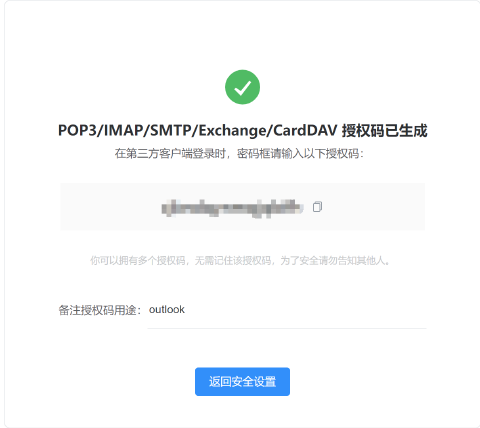 POP3/IMAP/SMTP/Exchange/CardDAV 授权码已生成
在第三方客户端登录时，密码框请输入以下授权码：
你可以拥有多个授权码，无需记住该授权码，为了安全请勿告知其他人。
备注授权码用途：outlook
返回安全设置